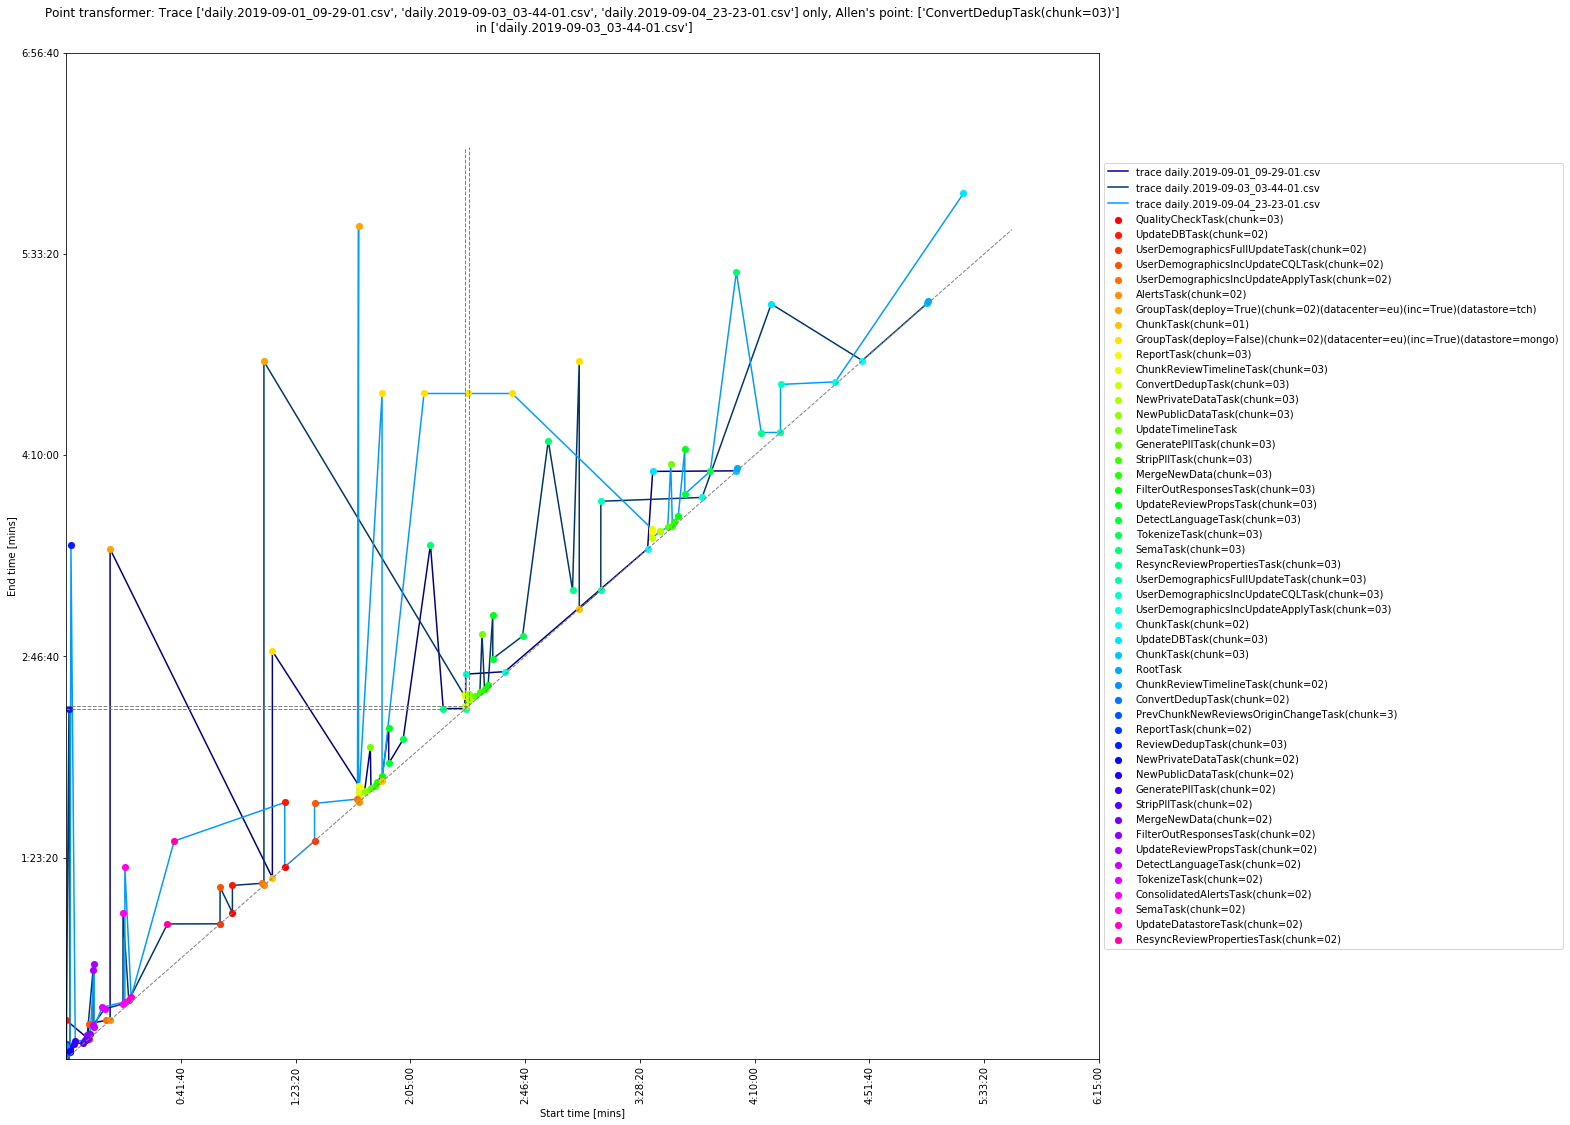 Point transformer: Trace ['daily.2019-09-01_09-29-01.csv', 'daily.2019-09-03_03-44-01.csv', 'daily.2019-09-04_23-23-01.csv'] only, Allen's point: ['ConvertDedupTask(chunk=03)']
in ['daily.2019-09-03_03-44-01.csv']
6:56:40
5:33:20
4:10:00
2:46:40
1:23:20
End time [mins]
0:41:40
1:23:20
2:05:00
2:46:40
3:28:20
4:10:00
4:51:40
5:33:20
6:15:00
Start time [mins]
trace daily.2019-09-01_09-29-01.csv
trace daily.2019-09-03_03-44-01.csv
trace daily.2019-09-04_23-23-01.csv
QualityCheckTask(chunk=03)
UpdateDBTask(chunk=02)
UserDemographicsFullUpdateTask(chunk=02)
UserDemographicsIncUpdateCQLTask(chunk=02)
UserDemographicsIncUpdateApplyTask(chunk=02)
AlertsTask(chunk=02)
GroupTask(deploy=True)(chunk=02)(datacenter=eu)(inc=True)(datastore=tch)
ChunkTask(chunk=01)
GroupTask(deploy=False)(chunk=02)(datacenter=eu)(inc=True)(datastore=mongo)
ReportTask(chunk=03)
ChunkReviewTimelineTask(chunk=03)
ConvertDedupTask(chunk=03)
NewPrivateDataTask(chunk=03)
NewPublicDataTask(chunk=03)
UpdateTimelineTask
GeneratePIITask(chunk=03)
StripPIITask(chunk=03)
MergeNewData(chunk=03)
FilterOutResponsesTask(chunk=03)
UpdateReviewPropsTask(chunk=03)
DetectLanguageTask(chunk=03)
TokenizeTask(chunk=03)
SemaTask(chunk=03)
ResyncReviewPropertiesTask(chunk=03)
UserDemographicsFullUpdateTask(chunk=03)
UserDemographicsIncUpdateCQLTask(chunk=03)
UserDemographicsIncUpdateApplyTask(chunk=03)
ChunkTask(chunk=02)
UpdateDBTask(chunk=03)
ChunkTask(chunk=03)
RootTask
ChunkReviewTimelineTask(chunk=02)
ConvertDedupTask(chunk=02)
PrevChunkNewReviewsOriginChangeTask(chunk=3)
ReportTask(chunk=02)
ReviewDedupTask(chunk=03)
NewPrivateDataTask(chunk=02)
NewPublicDataTask(chunk=02)
GeneratePIITask(chunk=02)
StripPIITask(chunk=02)
MergeNewData(chunk=02)
FilterOutResponsesTask(chunk=02)
UpdateReviewPropsTask(chunk=02)
DetectLanguageTask(chunk=02)
TokenizeTask(chunk=02)
ConsolidatedAlertsTask(chunk=02)
SemaTask(chunk=02)
UpdateDatastoreTask(chunk=02)
ResyncReviewPropertiesTask(chunk=02)